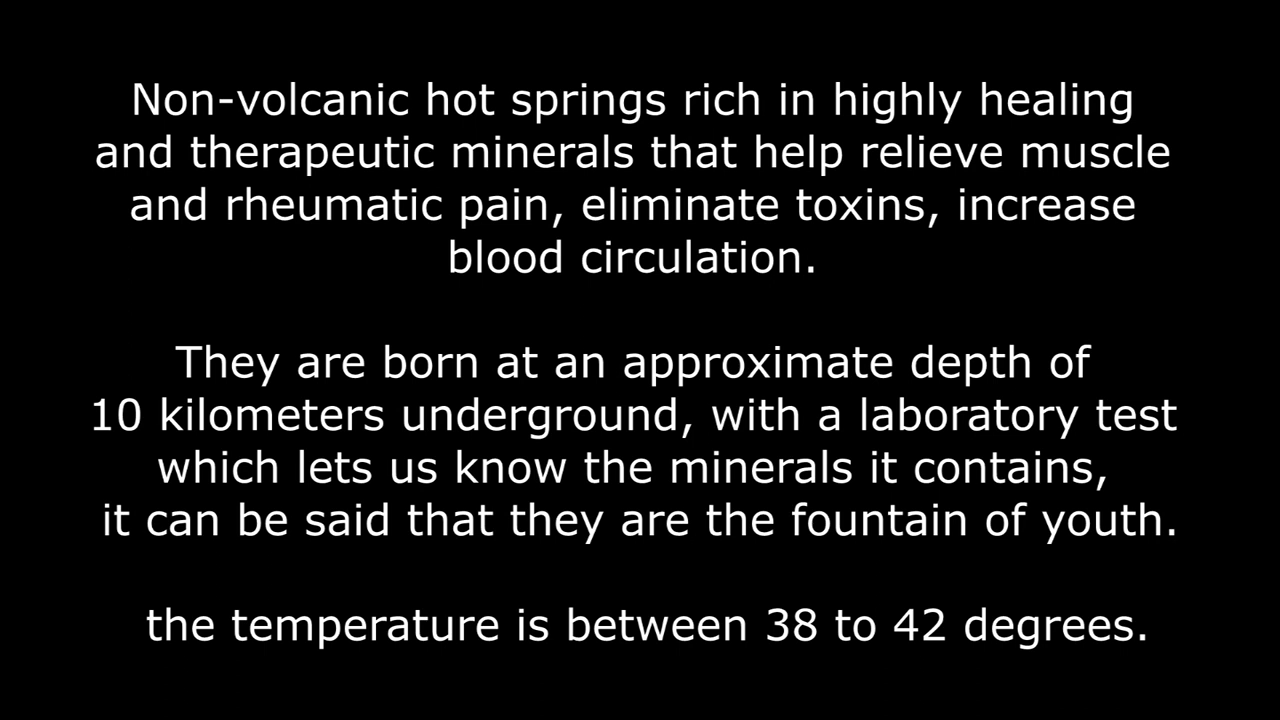 Non-volcanic hot springs rich in highly healing
and therapeutic minerals that help relieve muscle
and rheumatic pain, eliminate toxins, increase
blood circulation.
They are born at an approximate depth of
10 kilometers underground, with a laboratory test
which lets us know the minerals it contains,
it can be said that they are the fountain of youth.
the temperature is between 38 to 42 degrees.